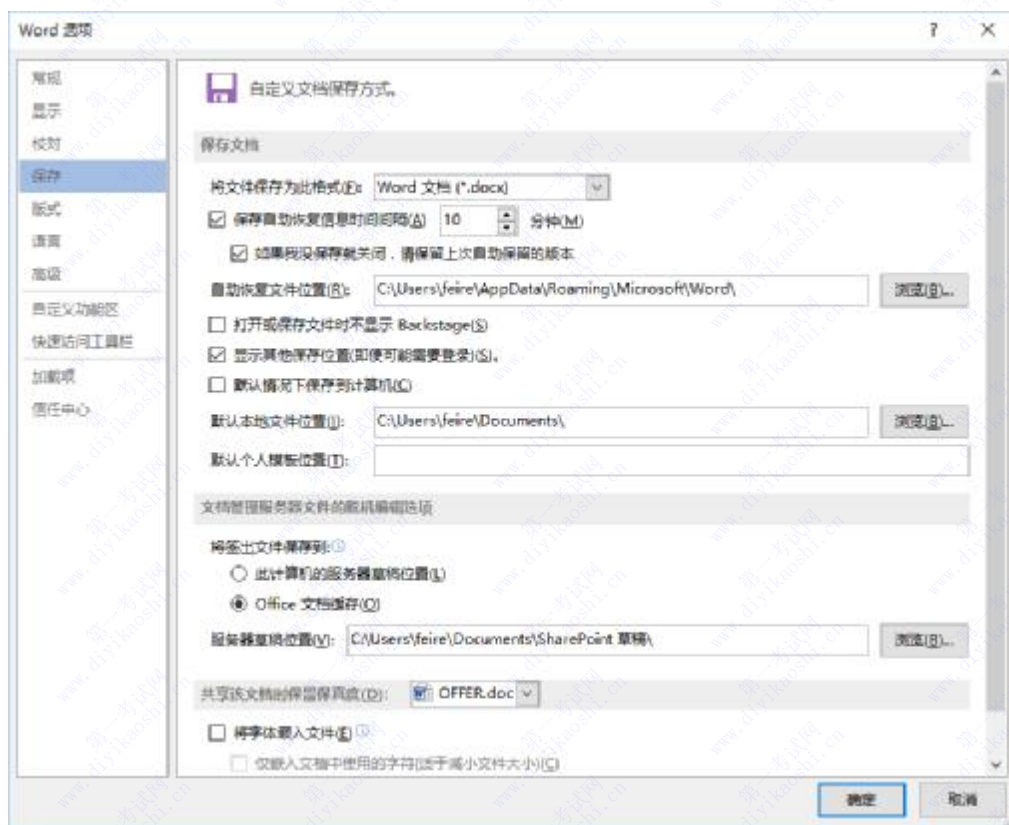 Word 选项
? ×
常规
显示
校对
保存
版式
语言
高级
自定义功能区
快速访问工具栏
加载项
信任中心
自定义文档保存方式。
保存文档
将文件保存为此格式(F): Word 文档 (*.docx)
保存自动恢复信息时间间隔(A) 10 分钟(M)
如果我没保存就关闭，请保留上次自动保留的版本
自动恢复文件位置(R): C:\Users\feire\AppData\Roaming\Microsoft\Word\ 浏览(B)...
打开或保存文件时不显示 Backstage(S)
显示其他保存位置(即使可能需要登录)(S)。
默认情况下保存到计算机(C)
默认本地文件位置(I): C:\Users\feire\Documents\ 浏览(B)...
默认个人模板位置(T):
文档管理服务器文件的脱机编辑选项
将签出文件保存到:
此计算机的服务器草稿位置(L)
Office 文档缓存(O)
服务器草稿位置(V): C:\Users\feire\Documents\SharePoint 草稿\ 浏览(B)...
共享该文档时保留保真度(D): OFFER.doc
将字体嵌入文件(E)
仅嵌入文档中使用的字符(适于减小文件大小)(C)
确定 取消
第一考试网
www.diyikaoshi.cn